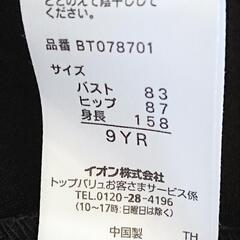 ください。
品番 BT078701
サイズ
バスト 83
ヒップ 87
身長 158
9YR
イオン株式会社
トップバリュお客さまサービス係
TEL.0120-28-4196
(10〜17時:日曜日は除く)
中国製 TH